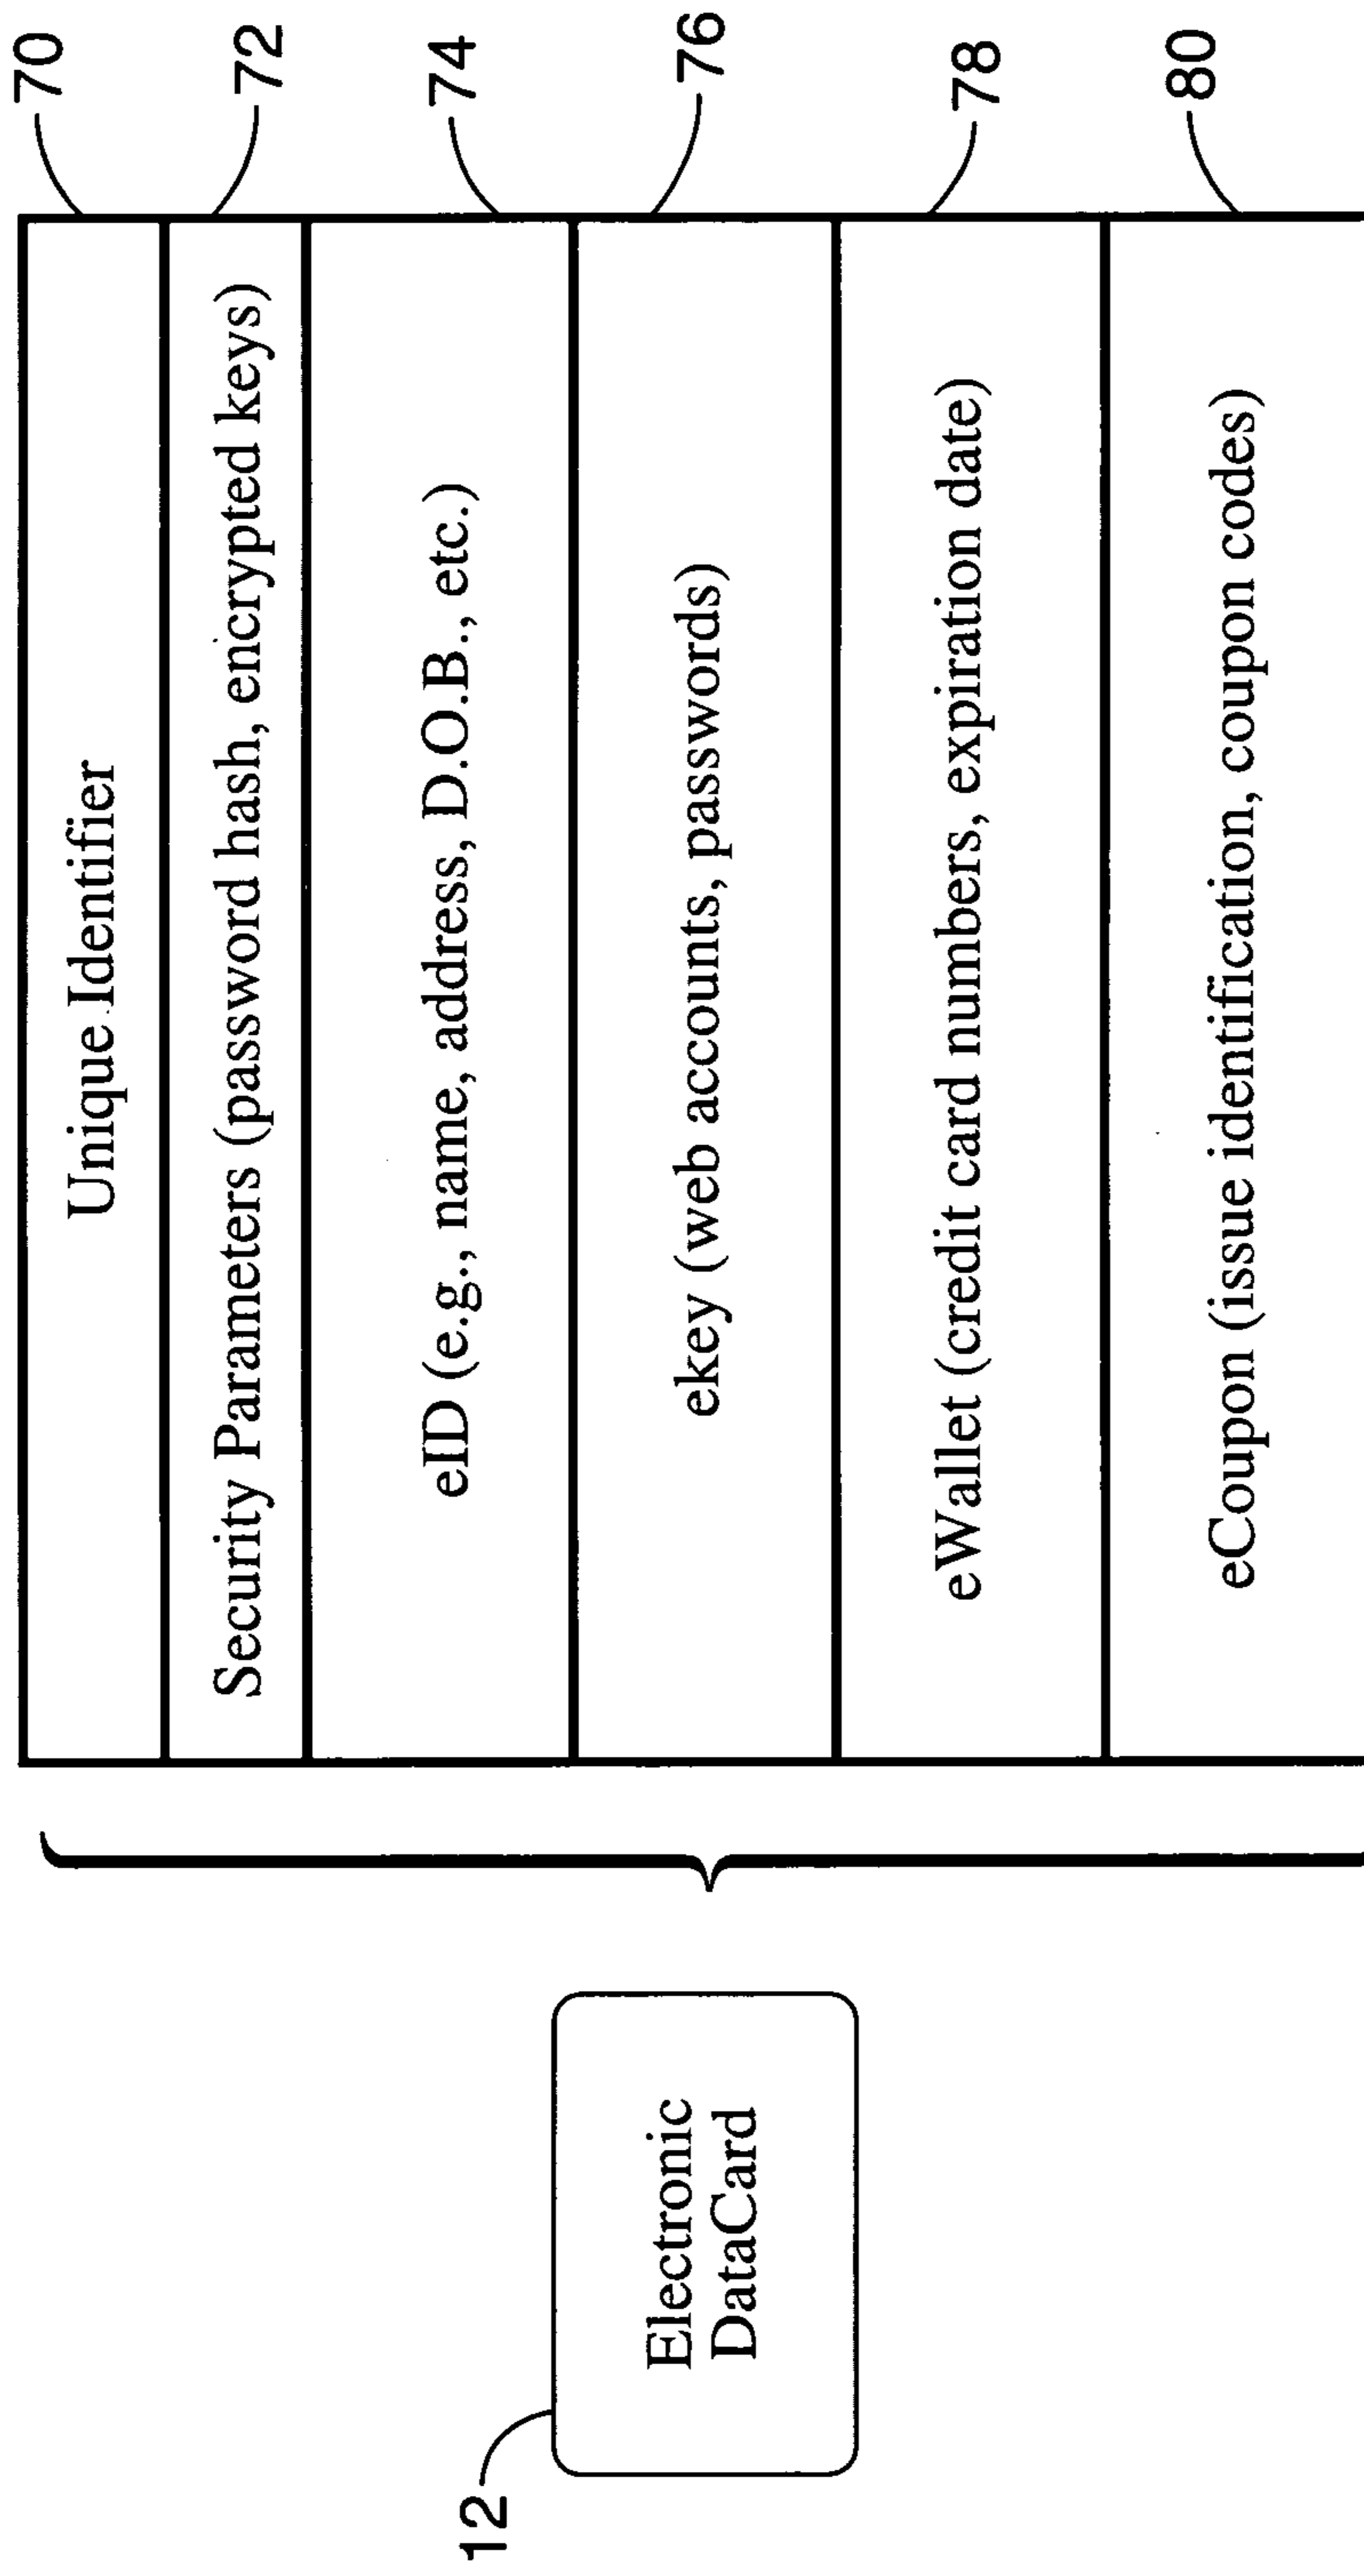 12
Electronic
DataCard
Unique Identifier
70
Security Parameters (password hash, encrypted keys)
72
eID (e.g., name, address, D.O.B., etc.)
74
ekey (web accounts, passwords)
76
eWallet (credit card numbers, expiration date)
78
eCoupon (issue identification, coupon codes)
80